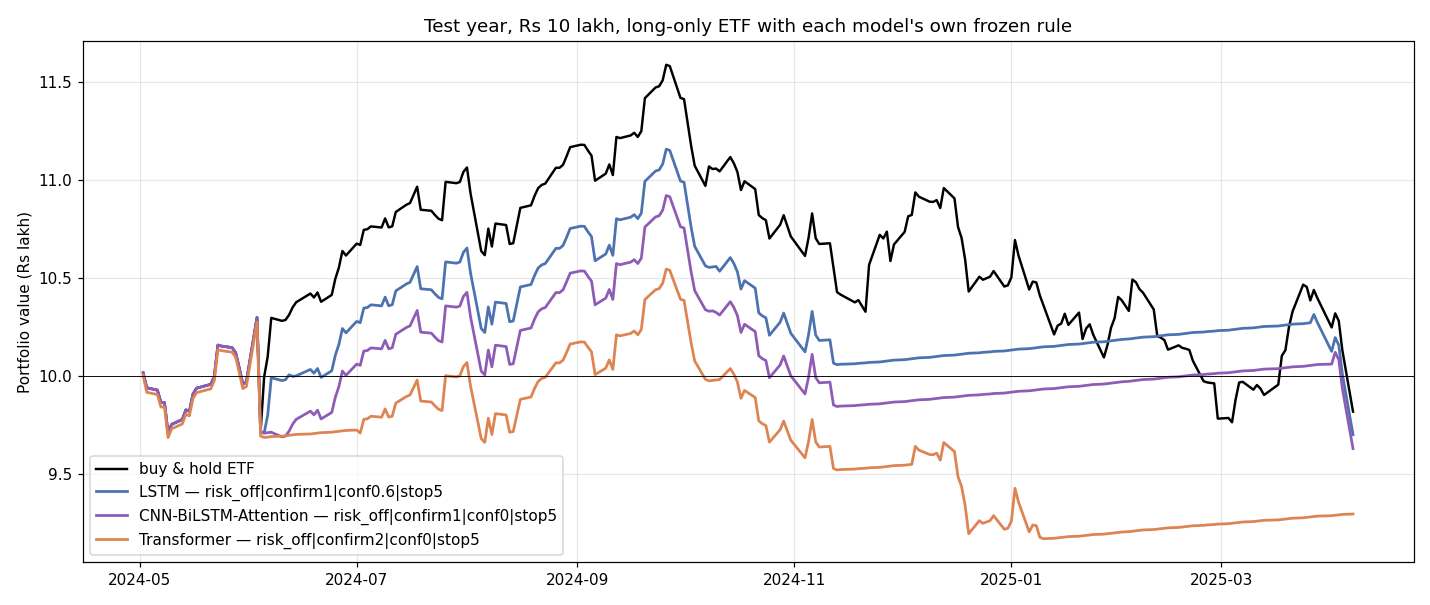 Test year, Rs 10 lakh, long-only ETF with each model's own frozen rule
Portfolio value (Rs lakh)
11.5
11.0
10.5
10.0
9.5
buy & hold ETF
LSTM — risk_off|confirm1|conf0.6|stop5
CNN-BiLSTM-Attention — risk_off|confirm1|conf0|stop5
Transformer — risk_off|confirm2|conf0|stop5
2024-05 2024-07 2024-09 2024-11 2025-01 2025-03